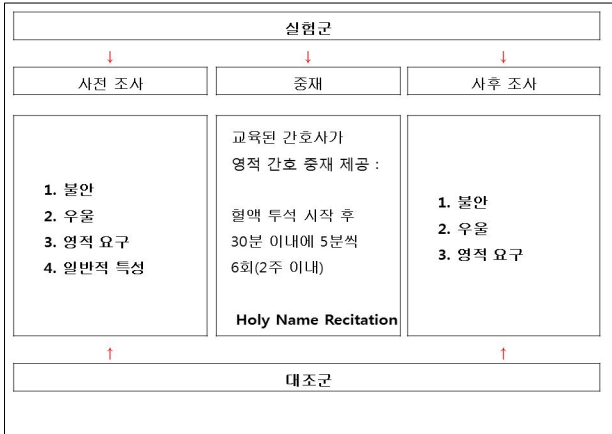 실험군
↓ ↓ ↓
사전 조사
중재
사후 조사
1. 불안
2. 우울
3. 영적 요구
4. 일반적 특성
교육된 간호사가
영적 간호 중재 제공 :
혈액 투석 시작 후
30분 이내에 5분씩
6회(2주 이내)
Holy Name Recitation
1. 불안
2. 우울
3. 영적 요구
↑ ↑
대조군